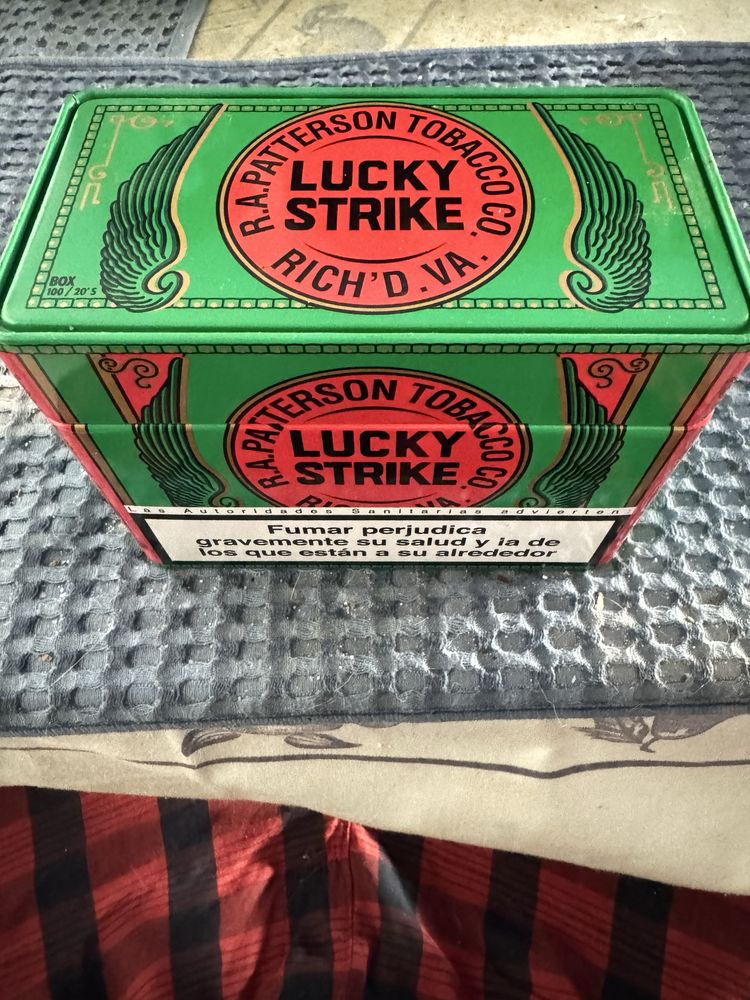 R.A.PATTERSON TOBACCO CO.
LUCKY
STRIKE
RICH'D. VA.
BOX
100/20'S
R.A.PATTERSON TOBACCO CO.
LUCKY
STRIKE
Las Autoridades Sanitarias advierten:
Fumar perjudica
gravemente su salud y la de
los que están a su alrededor